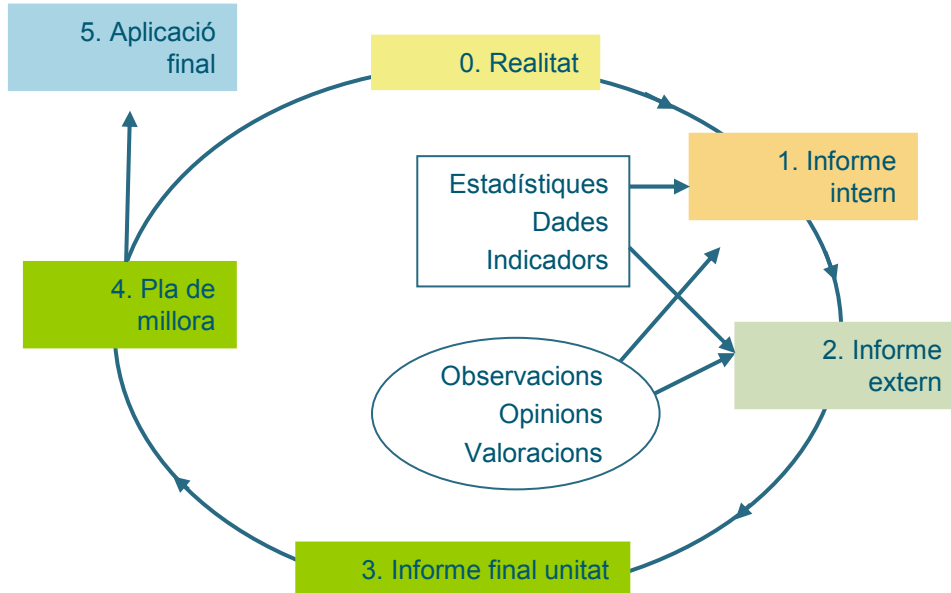 5. Aplicació
final
0. Realitat
1. Informe
intern
Estadístiques
Dades
Indicadors
4. Pla de
millora
2. Informe
extern
Observacions
Opinions
Valoracions
3. Informe final unitat